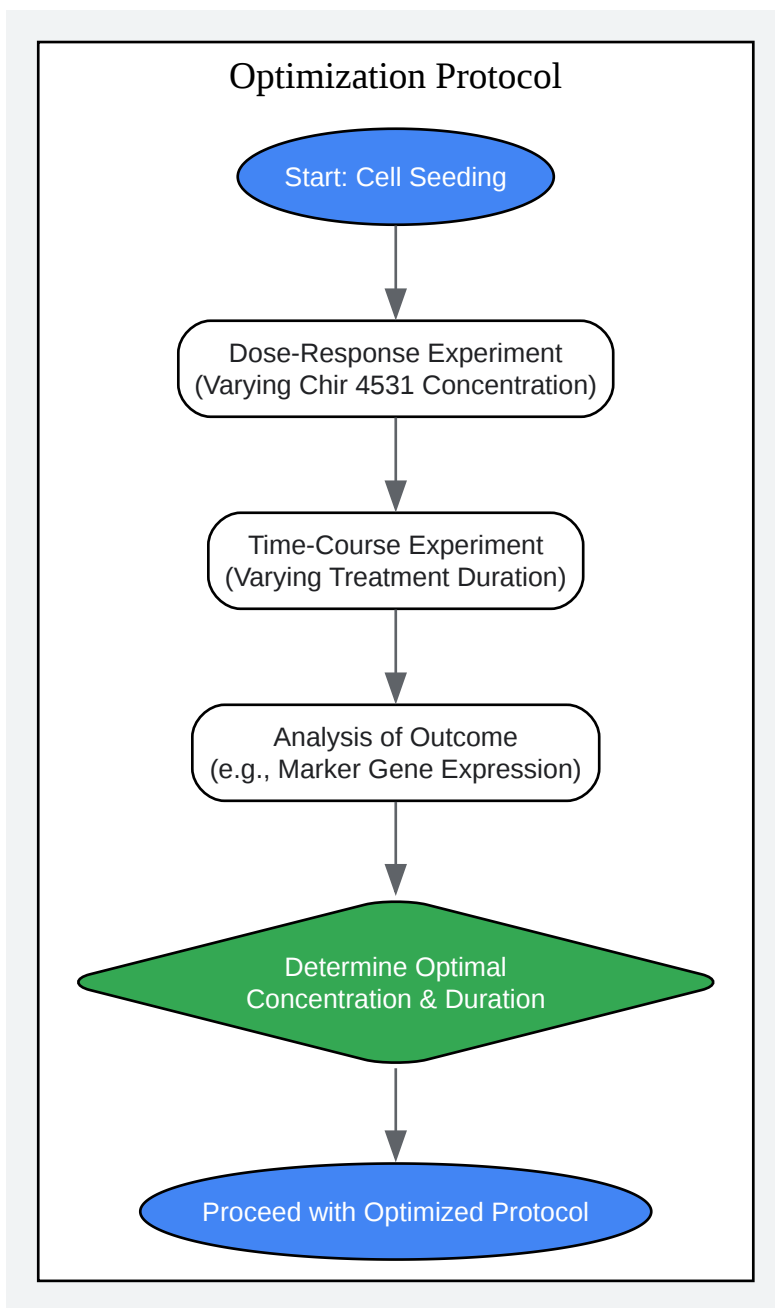 Optimization Protocol
Start: Cell Seeding
Dose-Response Experiment
(Varying Chir 4531 Concentration)
Time-Course Experiment
(Varying Treatment Duration)
Analysis of Outcome
(e.g., Marker Gene Expression)
Determine Optimal
Concentration & Duration
Proceed with Optimized Protocol